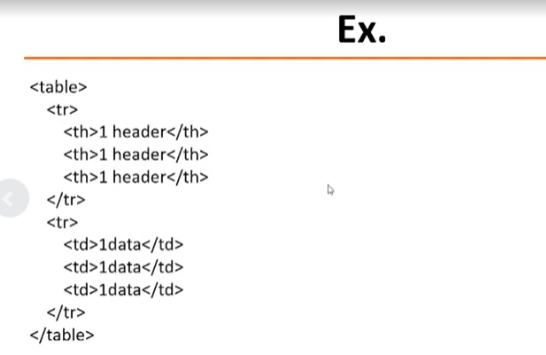 Ex.
<table>
<tr>
<th>1 header</th>
<th>1 header</th>
<th>1 header</th>
</tr>
<tr>
<td>1data</td>
<td>1data</td>
<td>1data</td>
</tr>
</table>